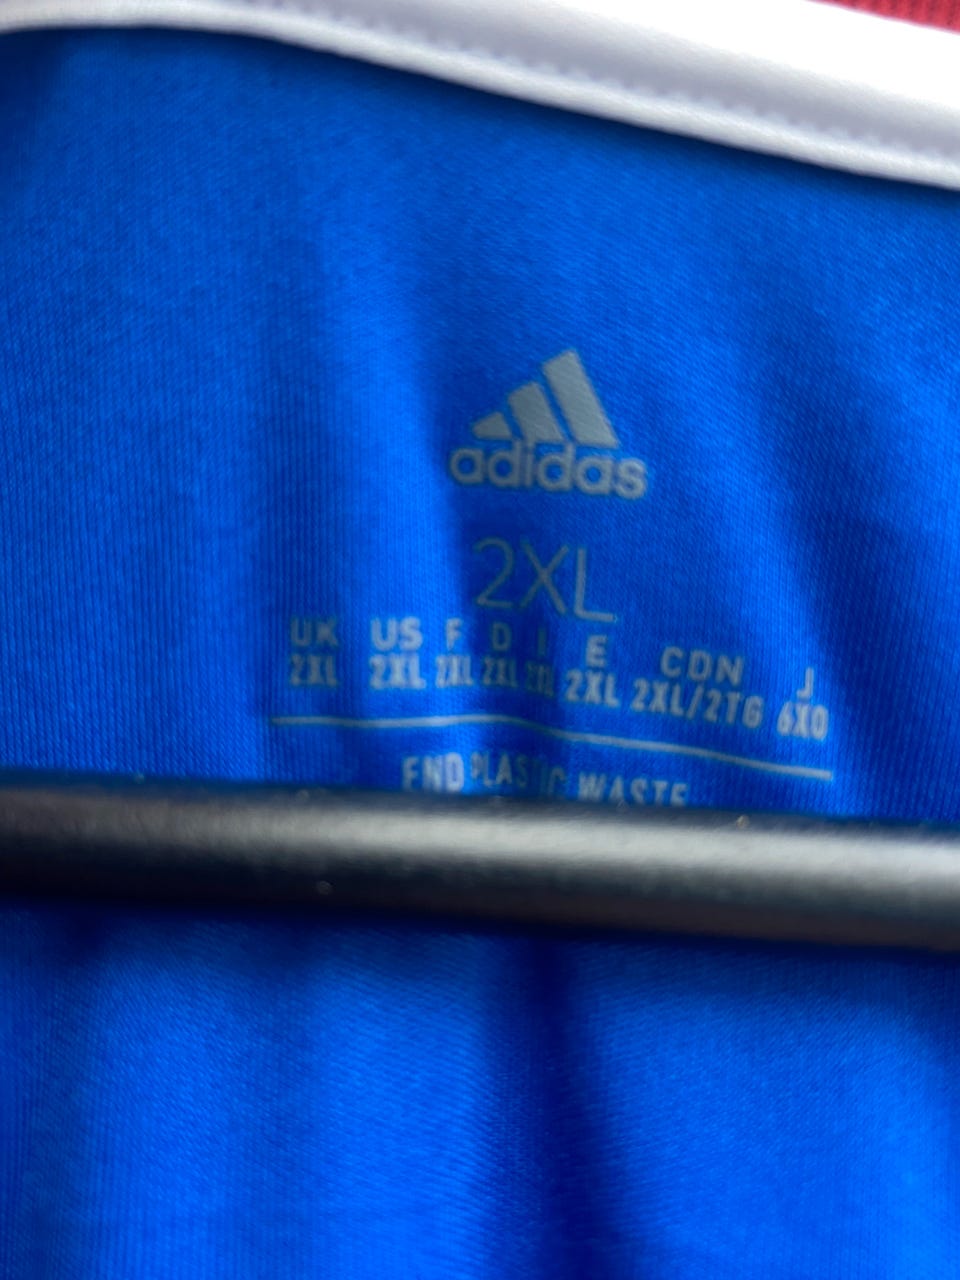 adidas
2XL
UK US F D I E CDN J
2XL 2XL 2XL 2XL 2XL 2XL 2XL/2TG 6XO
END PLASTIC WASTE